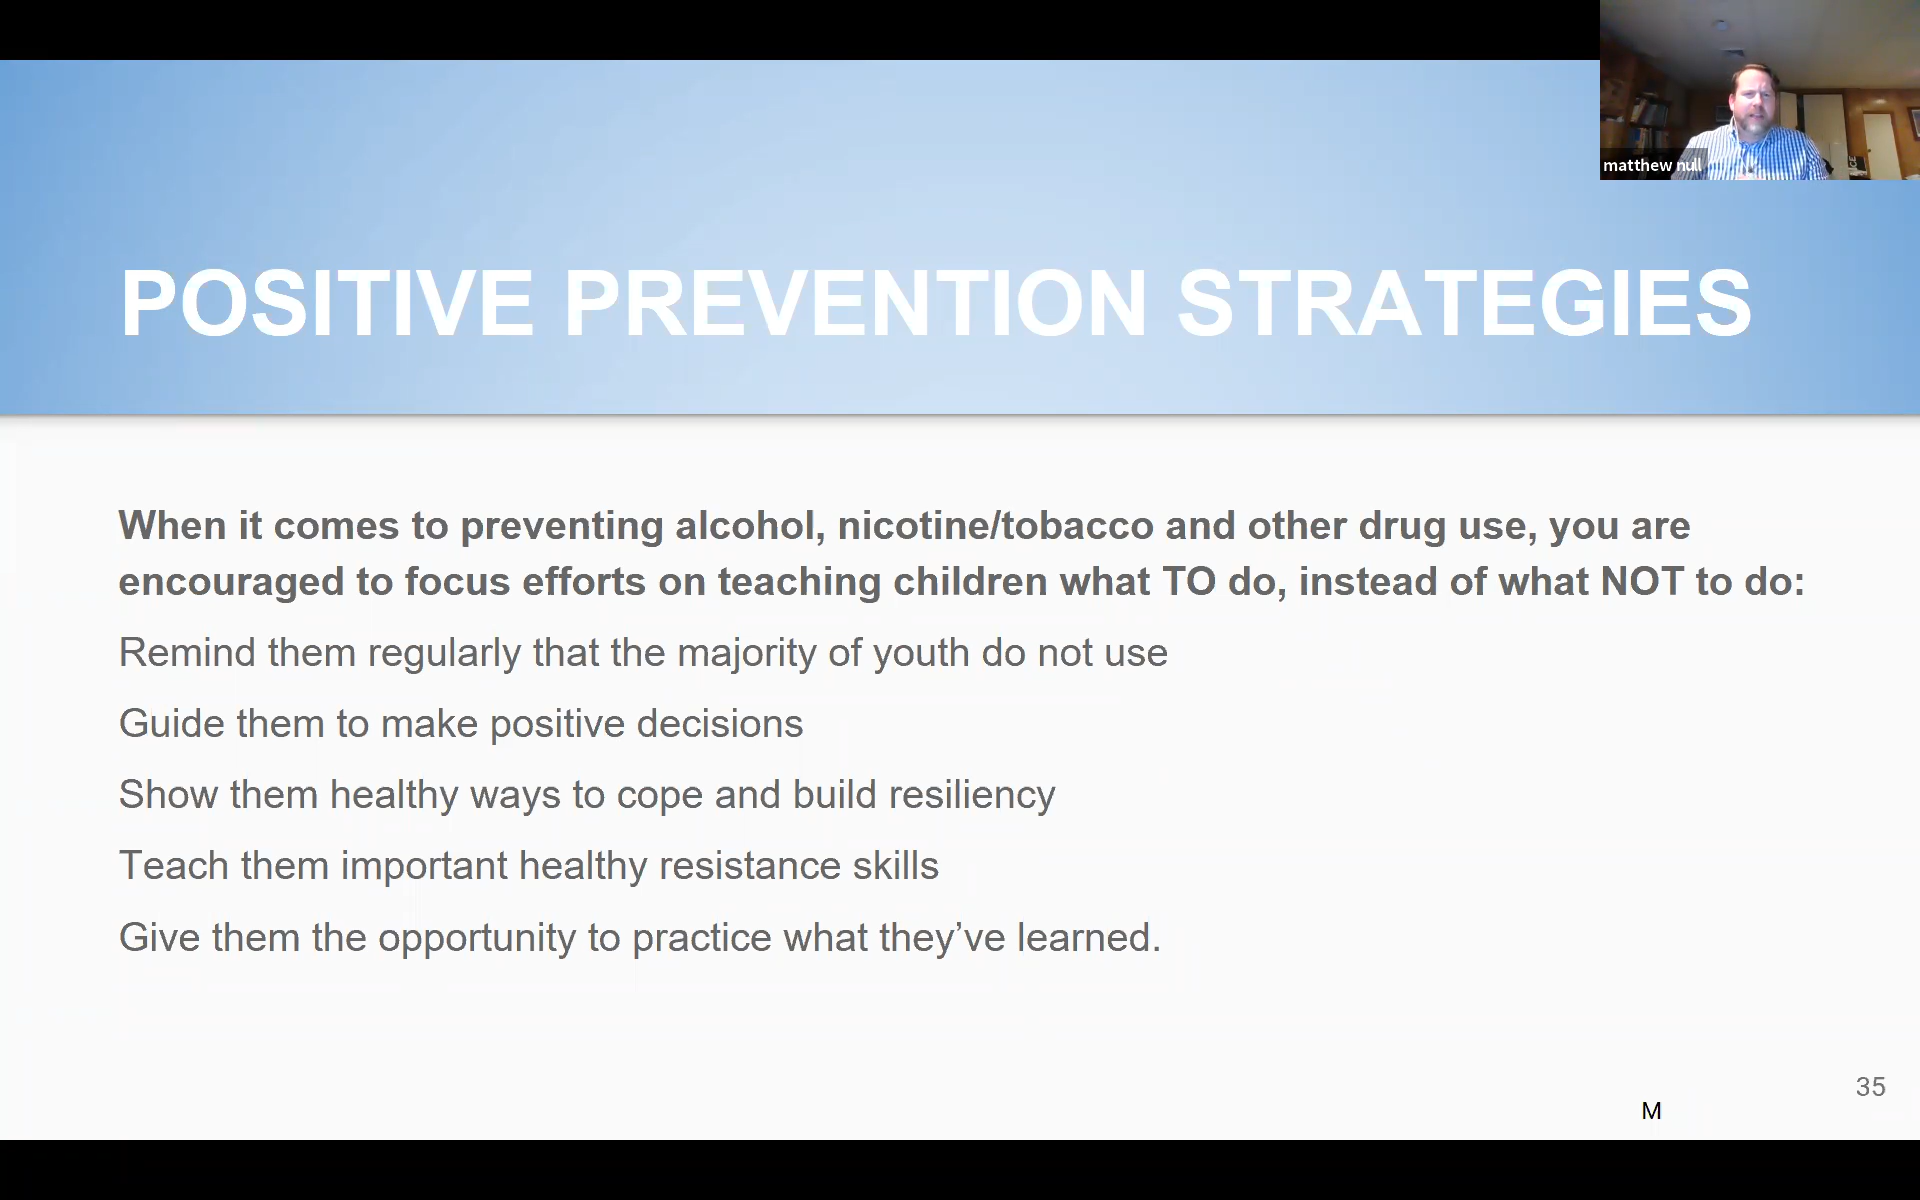 matthew null
POSITIVE PREVENTION STRATEGIES
When it comes to preventing alcohol, nicotine/tobacco and other drug use, you are
encouraged to focus efforts on teaching children what TO do, instead of what NOT to do:
Remind them regularly that the majority of youth do not use
Guide them to make positive decisions
Show them healthy ways to cope and build resiliency
Teach them important healthy resistance skills
Give them the opportunity to practice what they’ve learned.
35
M